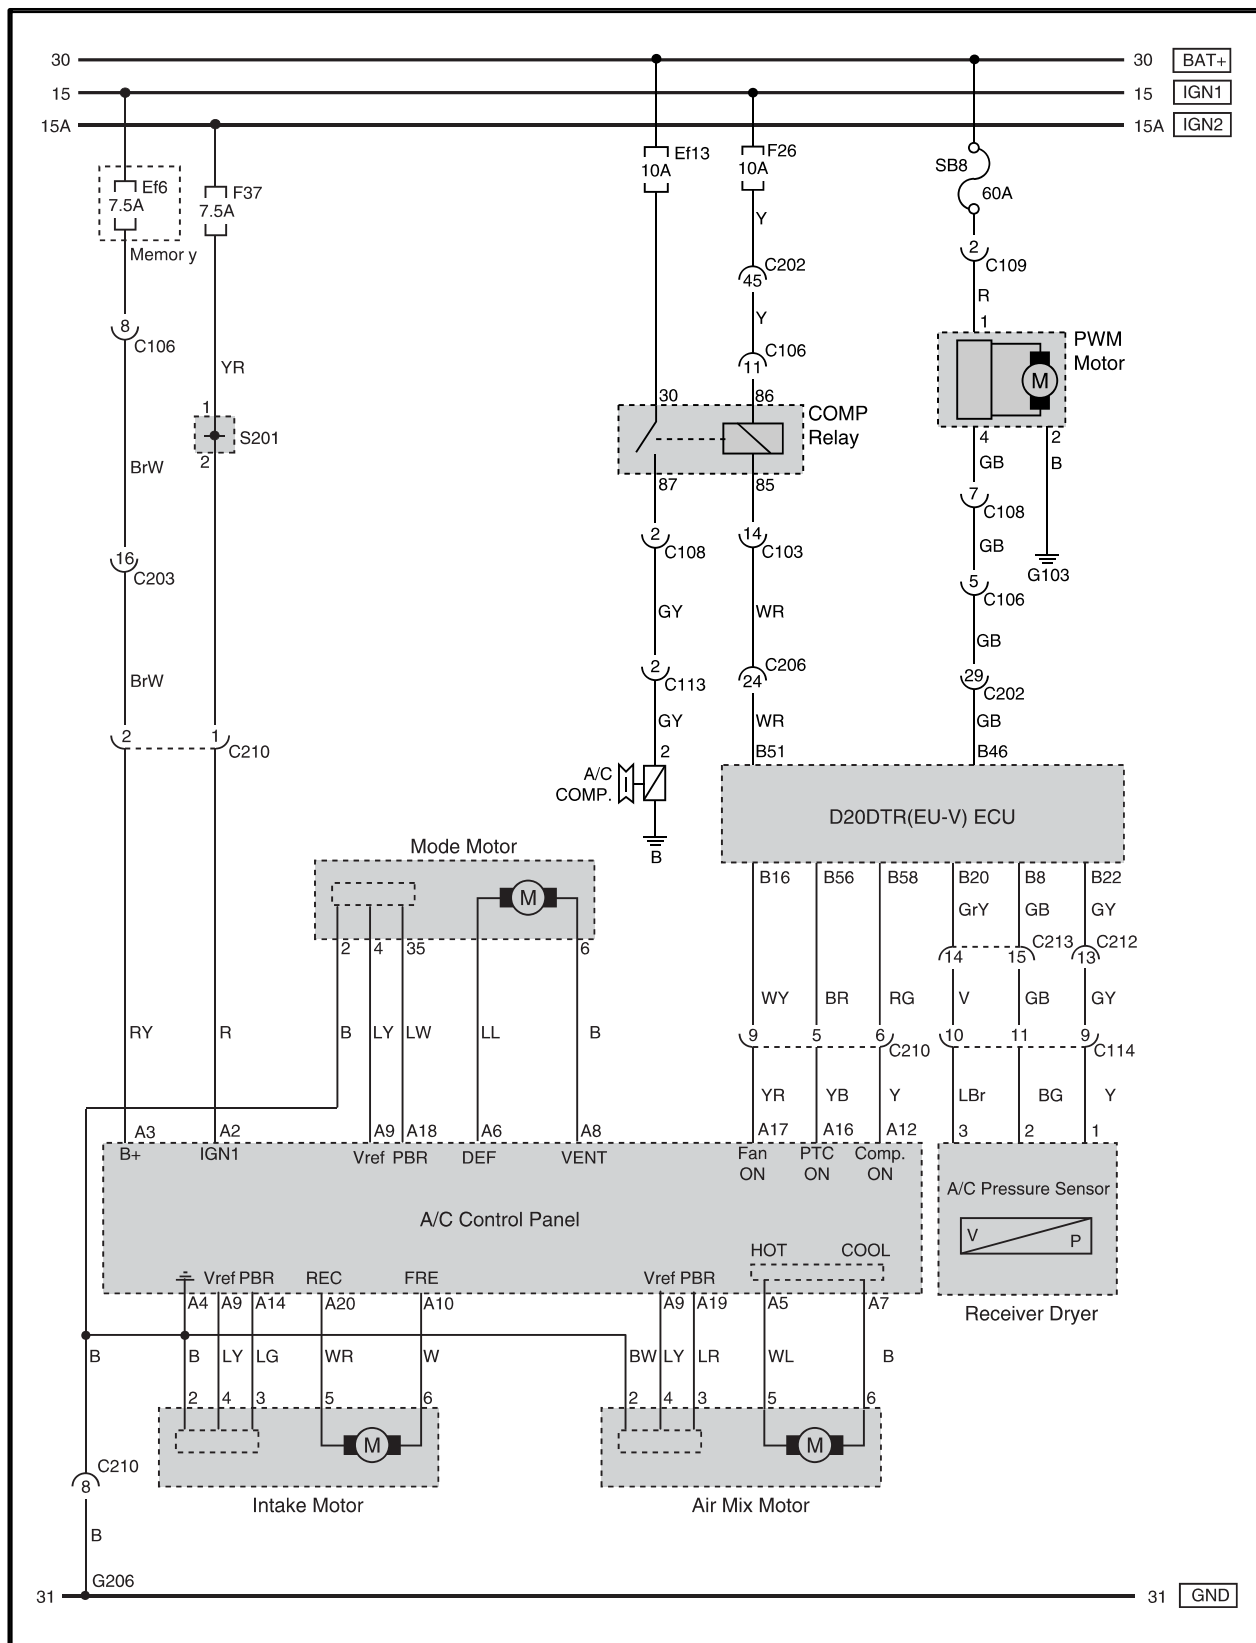 30
30 BAT+
15
15 IGN1
15A
15A IGN2
Ef6
7.5A
Memor y
F37
7.5A
Ef13
10A
F26
10A
SB8
60A
Y
C202
45
2
C109
R
8
C106
YR
Y
C106
11
1
PWM
Motor
M
30
86
COMP
Relay
1
S201
2
BrW
87
85
4
2
GB
B
7
C108
GB
G103
2
C108
14
C103
16
C203
5
C106
GY
WR
GB
2
C113
C206
24
29
C202
BrW
GY
WR
GB
2
1
C210
2
B51
B46
A/C
COMP.
B
D20DTR(EU-V) ECU
Mode Motor
M
2
4
35
6
B16
B56
B58
B20
B8
B22
GrY
GB
GY
C213
C212
14
15
13
WY
BR
RG
V
GB
GY
RY
R
B
LY
LW
LL
B
9
5
6
C210
10
11
9
C114
YR
YB
Y
LBr
BG
Y
A3
A2
A9
A18
A6
A8
A17
A16
A12
3
2
1
B+
IGN1
Vref
PBR
DEF
VENT
Fan
ON
PTC
ON
Comp.
ON
A/C Control Panel
A/C Pressure Sensor
V
P
Receiver Dryer
HOT
COOL
Vref
PBR
REC
FRE
Vref
PBR
A4
A9
A14
A20
A10
A9
A19
A5
A7
B
B
LY
LG
WR
W
BW
LY
LR
WL
B
2
4
3
5
6
2
4
3
5
6
M
M
C210
8
Intake Motor
Air Mix Motor
B
G206
31
31 GND